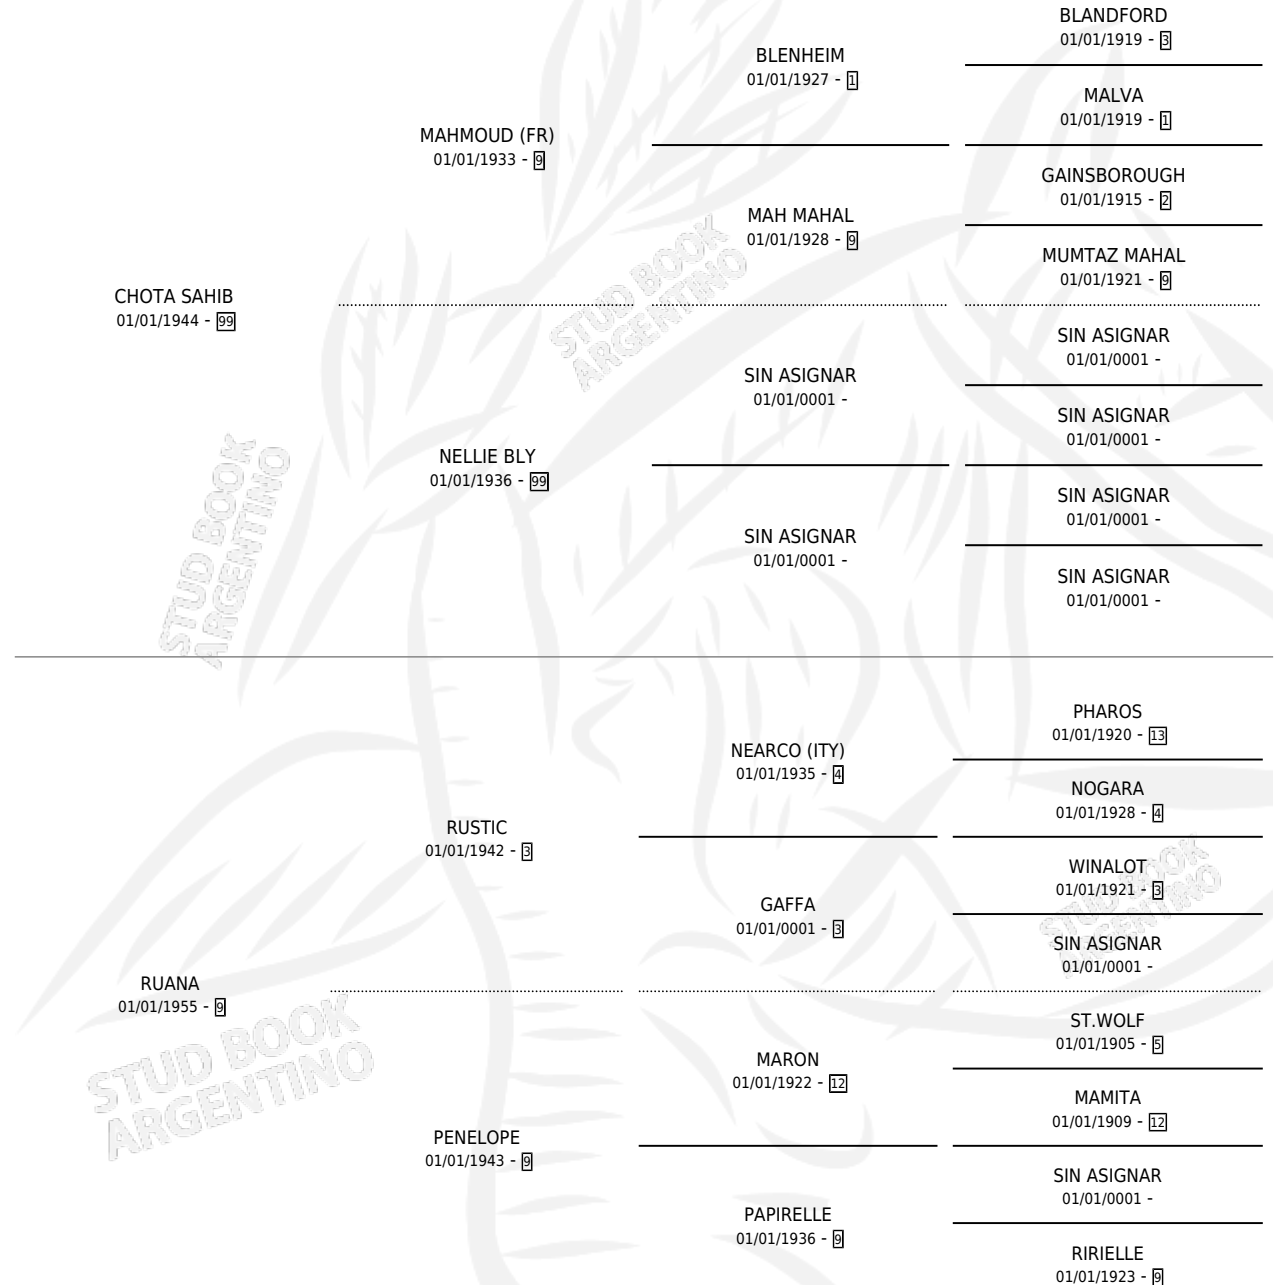 BLANDFORD
01/01/1919 - 3
BLENHEIM
01/01/1927 - 1
MALVA
01/01/1919 - 1
MAHMOUD (FR)
01/01/1933 - 9
GAINSBOROUGH
01/01/1915 - 2
MAH MAHAL
01/01/1928 - 9
MUMTAZ MAHAL
01/01/1921 - 9
CHOTA SAHIB
01/01/1944 - 99
SIN ASIGNAR
01/01/0001 -
SIN ASIGNAR
01/01/0001 -
SIN ASIGNAR
01/01/0001 -
NELLIE BLY
01/01/1936 - 99
SIN ASIGNAR
01/01/0001 -
SIN ASIGNAR
01/01/0001 -
SIN ASIGNAR
01/01/0001 -
STUD BOOK
ARGENTINO
STUD BOOK
ARGENTINO
PHAROS
01/01/1920 - 13
NEARCO (ITY)
01/01/1935 - 4
NOGARA
01/01/1928 - 4
RUSTIC
01/01/1942 - 3
WINALOT
01/01/1921 - 3
GAFFA
01/01/0001 - 3
SIN ASIGNAR
01/01/0001 -
RUANA
01/01/1955 - 9
ST.WOLF
01/01/1905 - 5
MARON
01/01/1922 - 12
MAMITA
01/01/1909 - 12
PENELOPE
01/01/1943 - 9
SIN ASIGNAR
01/01/0001 -
PAPIRELLE
01/01/1936 - 9
RIRIELLE
01/01/1923 - 9
STUD BOOK
ARGENTINO
STUD BOOK
ARGENTINO